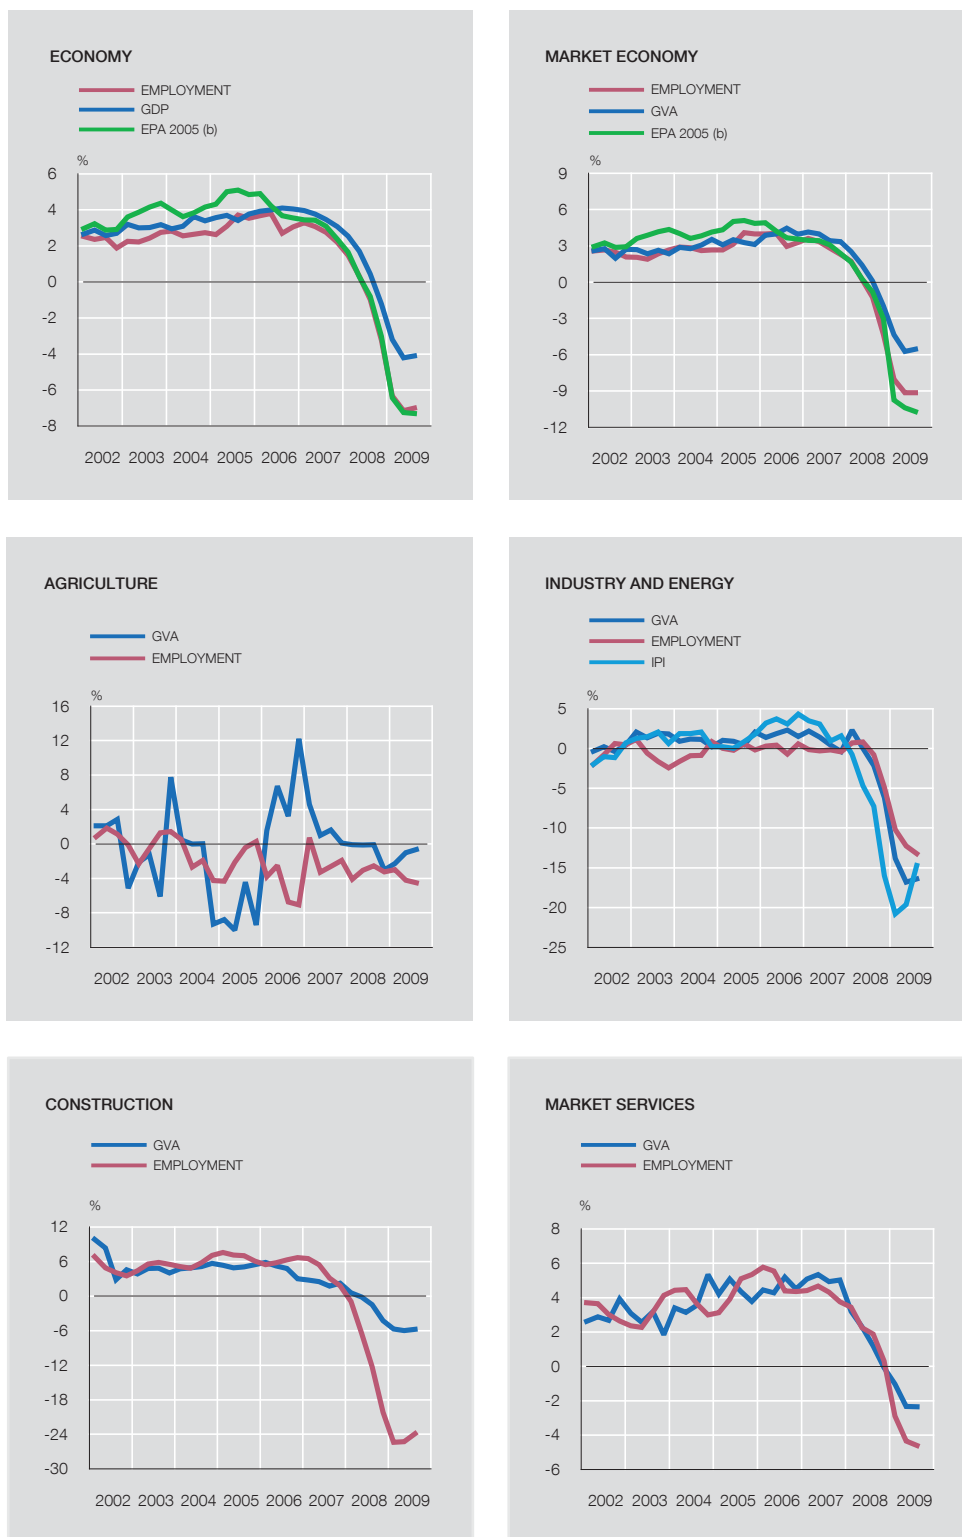 ECONOMY
EMPLOYMENT
GDP
EPA 2005 (b)
%
6
4
2
0
-2
-4
-6
-8
2002 2003 2004 2005 2006 2007 2008 2009
MARKET ECONOMY
EMPLOYMENT
GVA
EPA 2005 (b)
%
9
6
3
0
-3
-6
-9
-12
2002 2003 2004 2005 2006 2007 2008 2009
AGRICULTURE
GVA
EMPLOYMENT
%
16
12
8
4
0
-4
-8
-12
2002 2003 2004 2005 2006 2007 2008 2009
INDUSTRY AND ENERGY
GVA
EMPLOYMENT
IPI
%
5
0
-5
-10
-15
-20
-25
2002 2003 2004 2005 2006 2007 2008 2009
CONSTRUCTION
GVA
EMPLOYMENT
%
12
6
0
-6
-12
-18
-24
-30
2002 2003 2004 2005 2006 2007 2008 2009
MARKET SERVICES
GVA
EMPLOYMENT
%
8
6
4
2
0
-2
-4
-6
2002 2003 2004 2005 2006 2007 2008 2009